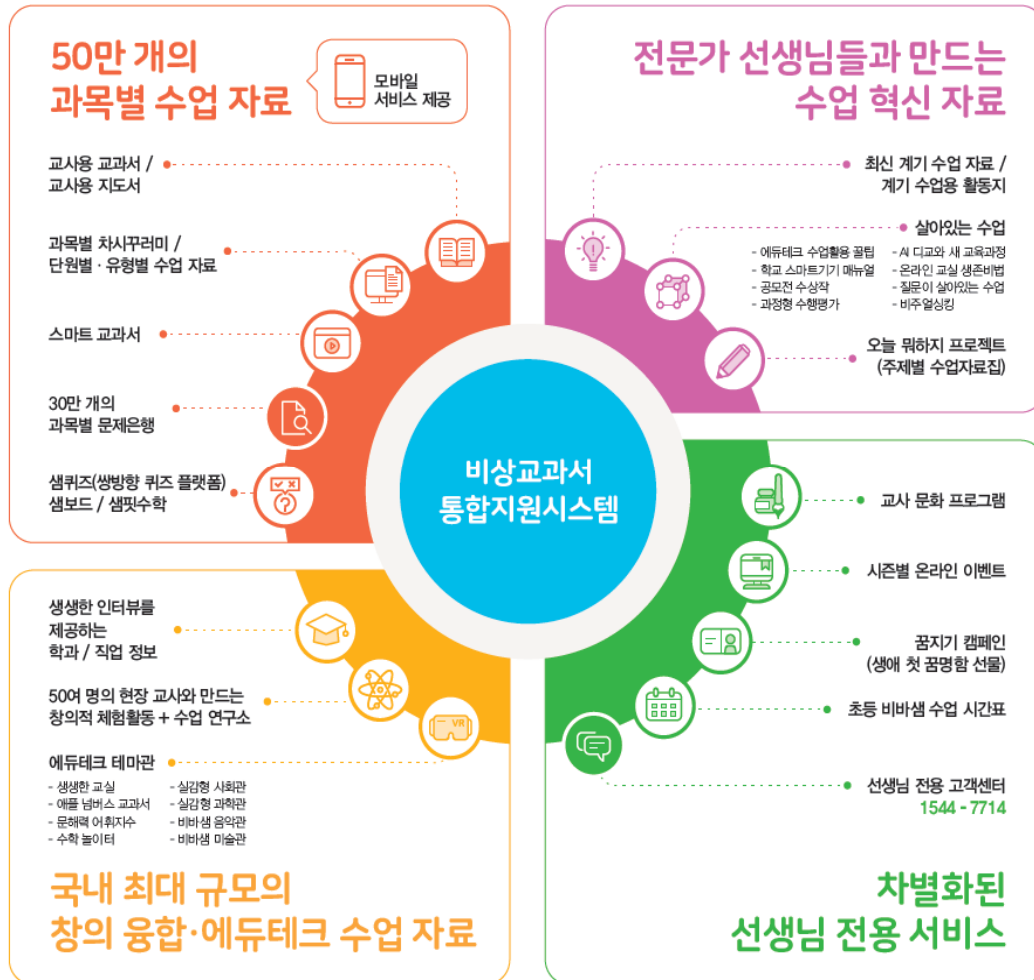 50만 개의
과목별 수업 자료
모바일
서비스 제공
교사용 교과서 /
교사용 지도서
과목별 차시꾸러미 /
단원별 · 유형별 수업 자료
스마트 교과서
30만 개의
과목별 문제은행
샘퀴즈(쌍방향 퀴즈 플랫폼)
샘보드 / 샘핏수학
전문가 선생님들과 만드는
수업 혁신 자료
최신 계기 수업 자료 /
계기 수업용 활동지
살아있는 수업
- 에듀테크 수업활용 꿀팁
- 학교 스마트기기 매뉴얼
- 공모전 수상작
- 과정형 수행평가
- AI 디교와 새 교육과정
- 온라인 교실 생존비법
- 질문이 살아있는 수업
- 비주얼싱킹
오늘 뭐하지 프로젝트
(주제별 수업자료집)
비상교과서
통합지원시스템
생생한 인터뷰를
제공하는
학과 / 직업 정보
50여 명의 현장 교사와 만드는
창의적 체험활동 + 수업 연구소
에듀테크 테마관
- 생생한 교실
- 애플 넘버스 교과서
- 문해력 어휘지수
- 수학 놀이터
- 실감형 사회관
- 실감형 과학관
- 비바샘 음악관
- 비바샘 미술관
VR
국내 최대 규모의
창의 융합·에듀테크 수업 자료
교사 문화 프로그램
시즌별 온라인 이벤트
꿈지기 캠페인
(생애 첫 꿈명함 선물)
초등 비바샘 수업 시간표
선생님 전용 고객센터
1544 - 7714
차별화된
선생님 전용 서비스